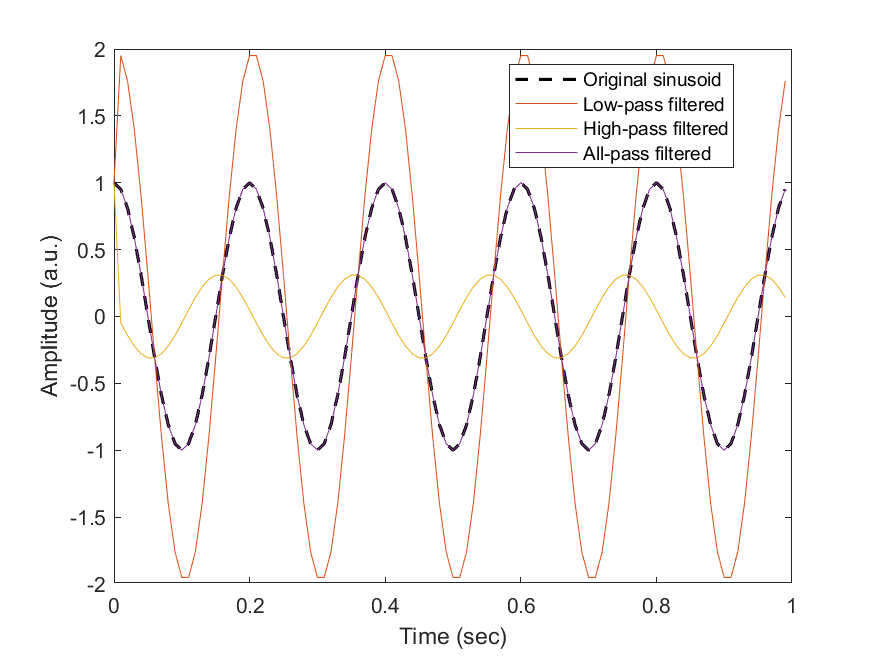 2
1.5
1
0.5
0
-0.5
-1
-1.5
-2
Amplitude (a.u.)
Original sinusoid
Low-pass filtered
High-pass filtered
All-pass filtered
0
0.2
0.4
0.6
0.8
1
Time (sec)